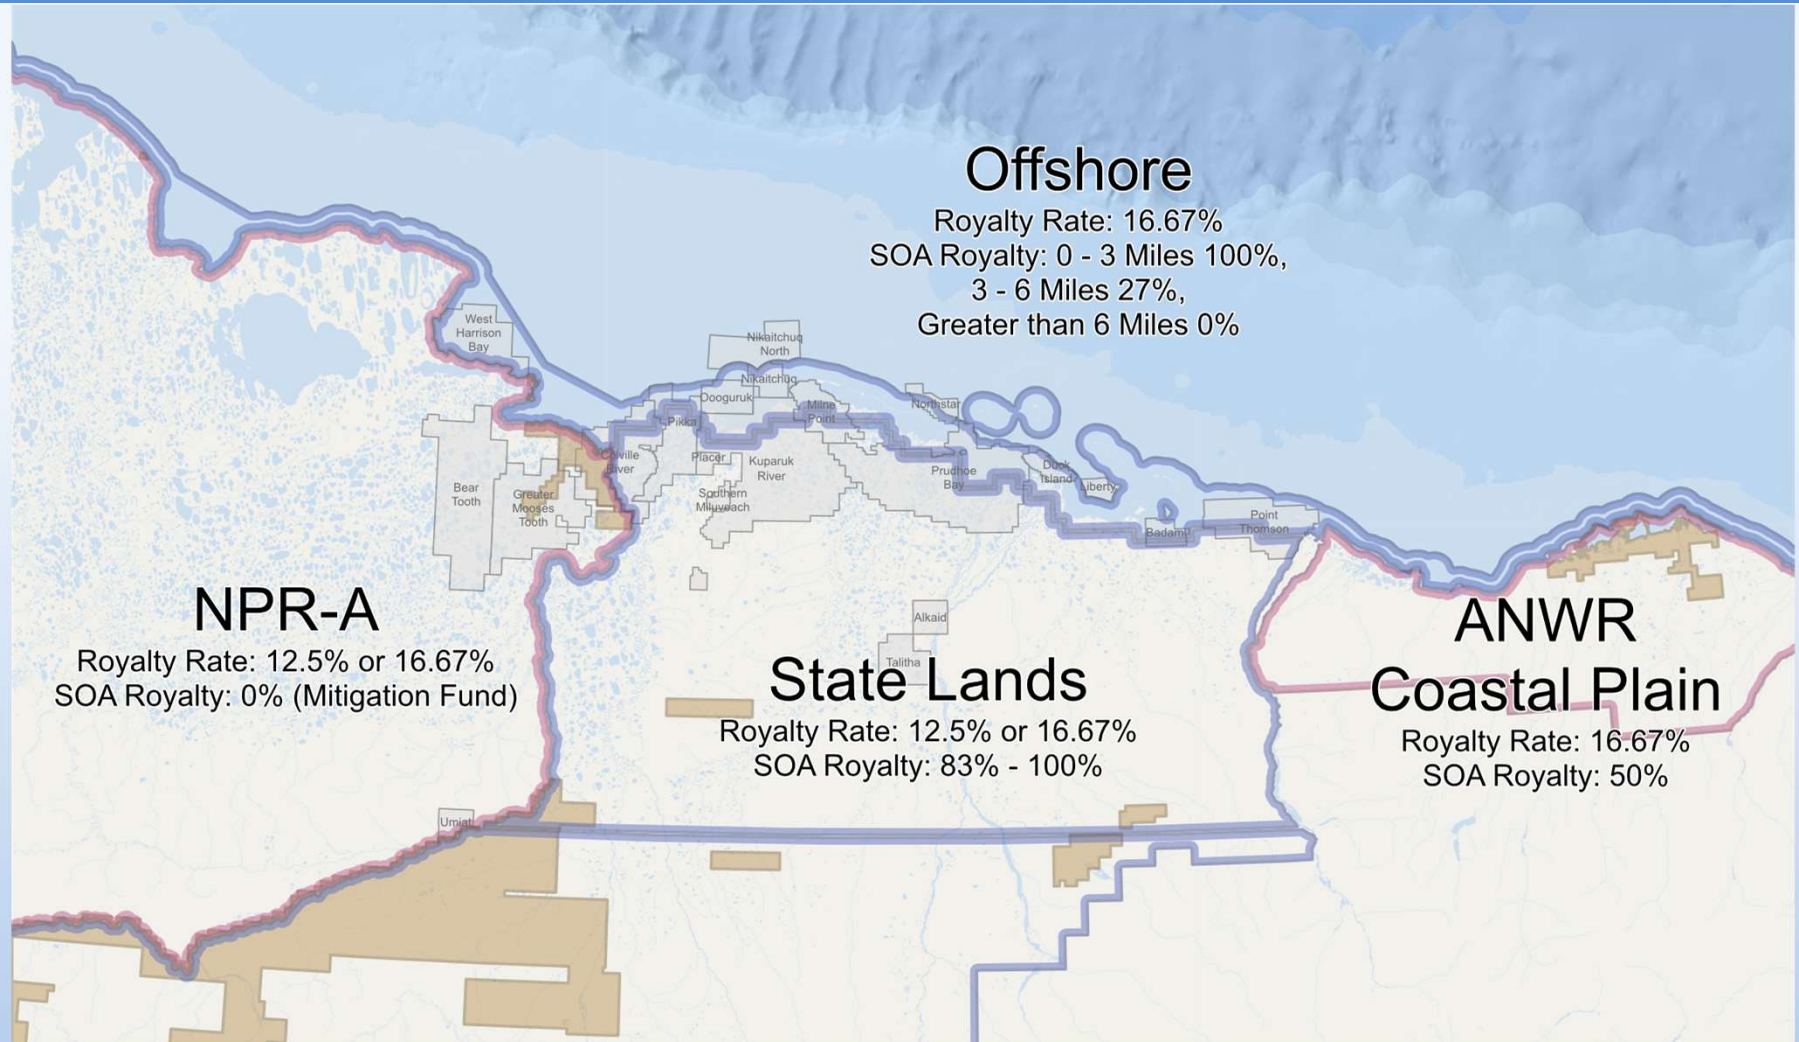 Offshore
Royalty Rate: 16.67%
SOA Royalty: 0 - 3 Miles 100%,
3 - 6 Miles 27%,
Greater than 6 Miles 0%
West
Harrison
Bay
Nikaitchuq
North
Nikaitchuq
Oooguruk
Milne
Point
Northstar
Pikka
Colville
River
Placer
Kuparuk
River
Prudhoe
Bay
Duck
Island
Liberty
Bear
Tooth
Greater
Mooses
Tooth
Southern
Miluveach
Badami
Point
Thomson
NPR-A
Royalty Rate: 12.5% or 16.67%
SOA Royalty: 0% (Mitigation Fund)
Alkaid
Talitha
State Lands
Royalty Rate: 12.5% or 16.67%
SOA Royalty: 83% - 100%
ANWR
Coastal Plain
Royalty Rate: 16.67%
SOA Royalty: 50%
Umiat